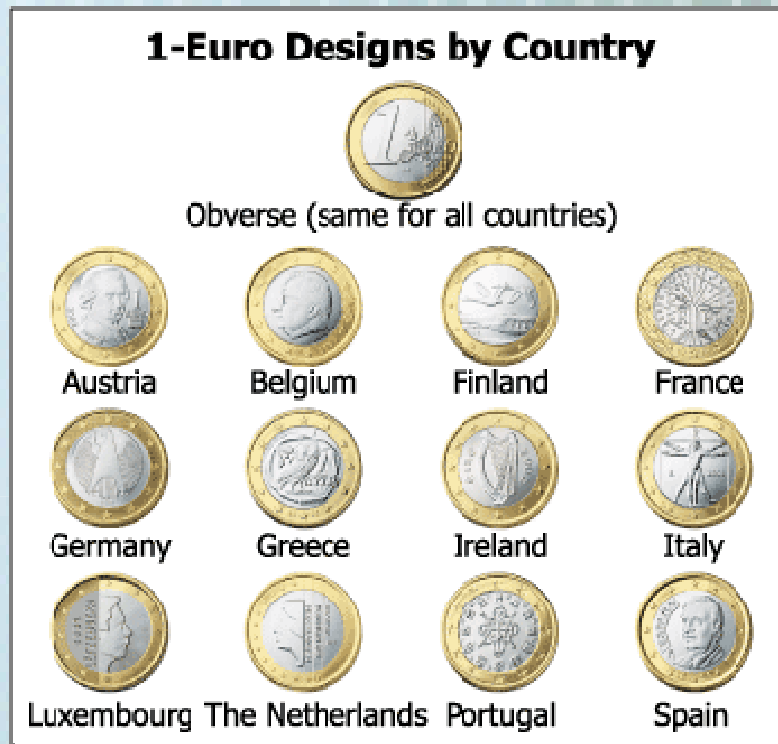 1-Euro Designs by Country
1
Obverse (same for all countries)
Austria Belgium Finland France
Germany Greece Ireland Italy
Luxembourg The Netherlands Portugal Spain